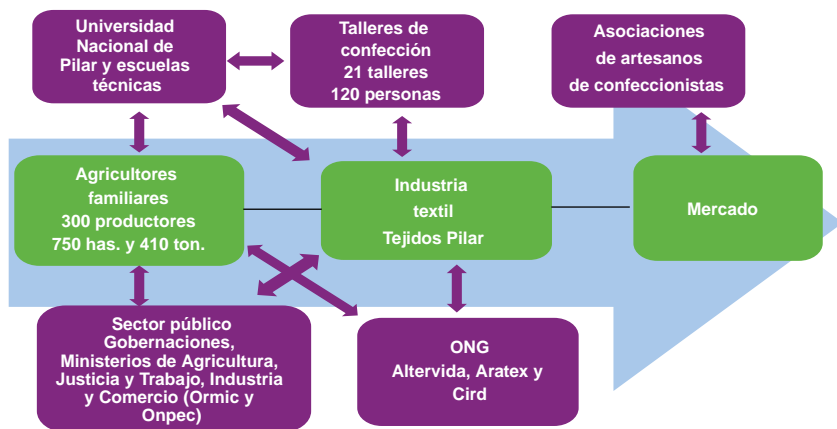 Universidad
Nacional de
Pilar y escuelas
técnicas
Talleres de
confección
21 talleres
120 personas
Asociaciones
de artesanos
de confeccionistas
Agricultores
familiares
300 productores
750 has. y 410 ton.
Industria
textil
Tejidos Pilar
Mercado
Sector público
Gobernaciones,
Ministerios de Agricultura,
Justicia y Trabajo, Industria
y Comercio (Ormic y
Onpec)
ONG
Altervida, Aratex y
Cird